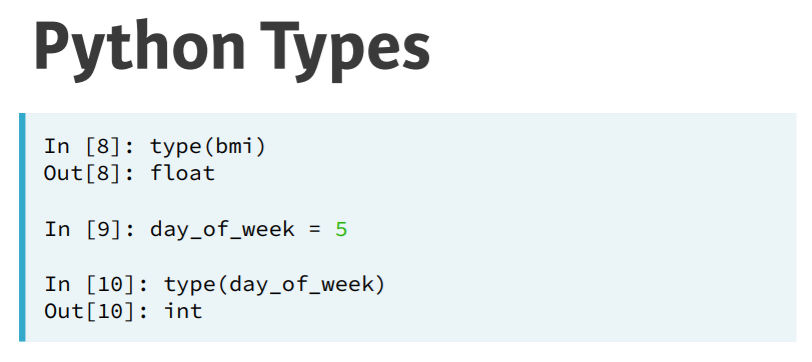 Python Types
In [8]: type(bmi)
Out[8]: float
In [9]: day_of_week = 5
In [10]: type(day_of_week)
Out[10]: int